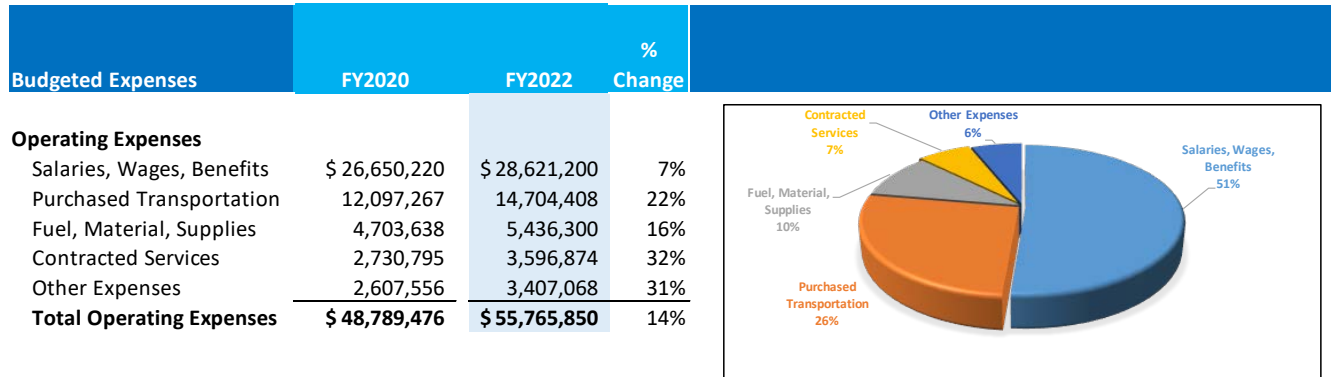 %
Budgeted Expenses FY2020 FY2022 Change
Operating Expenses
Salaries, Wages, Benefits $ 26,650,220 $ 28,621,200 7%
Purchased Transportation 12,097,267 14,704,408 22%
Fuel, Material, Supplies 4,703,638 5,436,300 16%
Contracted Services 2,730,795 3,596,874 32%
Other Expenses 2,607,556 3,407,068 31%
Total Operating Expenses $ 48,789,476 $ 55,765,850 14%
Contracted
Services
7%
Other Expenses
6%
Salaries, Wages,
Benefits
51%
Fuel, Material,
Supplies
10%
Purchased
Transportation
26%